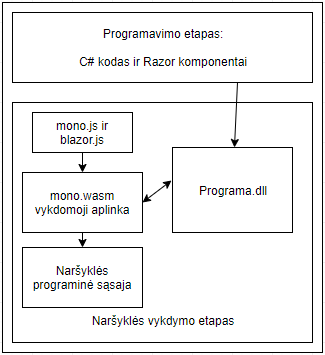 Programavimo etapas:
C# kodas ir Razor komponentai
mono.js ir
blazor.js
mono.wasm
vykdomoji aplinka
Programa.dll
Naršyklės
programinė sąsaja
Naršyklės vykdymo etapas